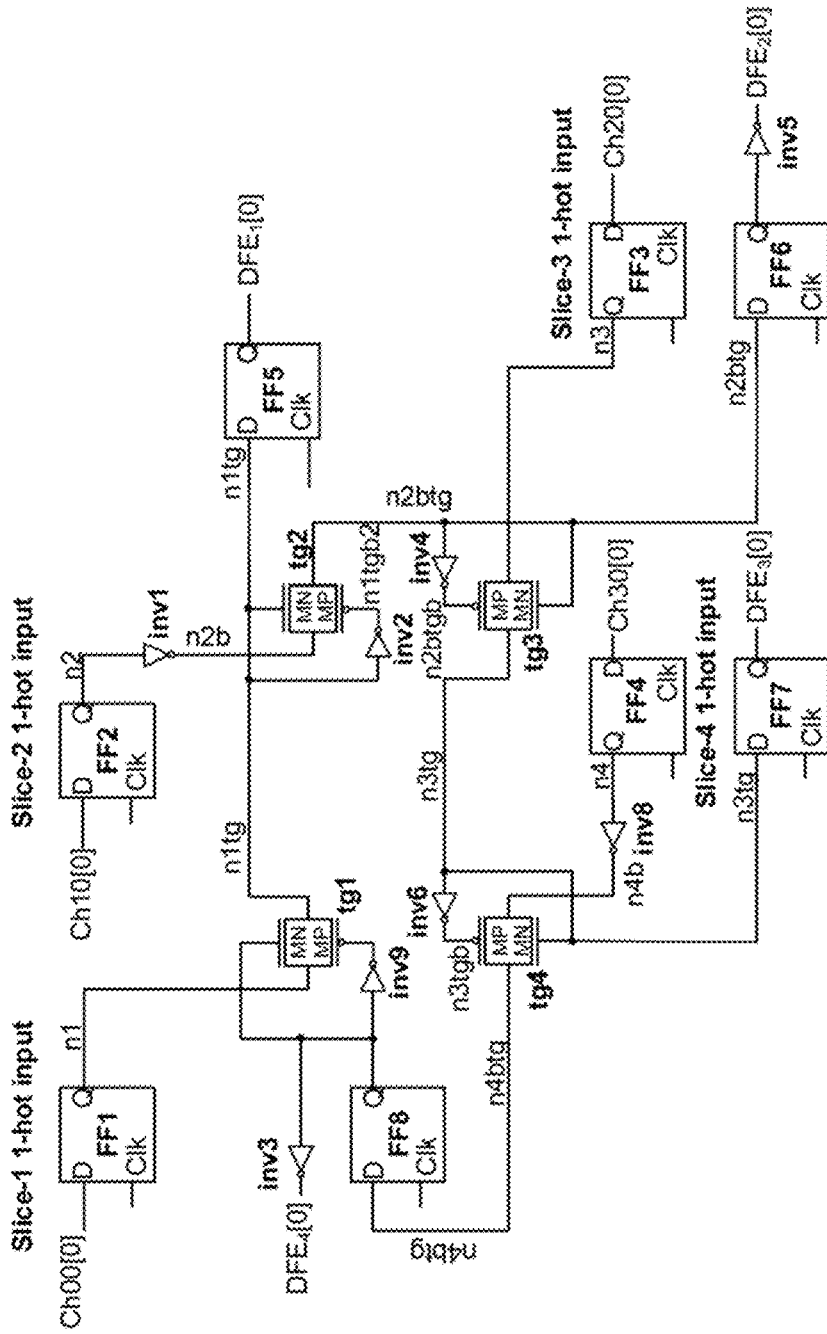 Slice-1 1-hot input
Ch00[0]
D
Q
FF1
Clk
n1
Slice-2 1-hot input
Ch10[0]
D
Q
FF2
Clk
n2
inv1
n2b
inv3
DFE₄[0]
D
Q
FF8
Clk
n4btg
inv9
MN
MP
tg1
n1tg
n1tg
MN
MP
tg2
inv2
n1tgb2
n1tg
D
Q
FF5
Clk
DFE₁[0]
n2btg
inv4
n2btgb
MP
MN
tg3
n3tg
inv6
n3tgb
MP
MN
tg4
n4btg
n4b
inv8
n4
Q
D
FF4
Clk
Ch30[0]
Slice-4 1-hot input
n3
Q
D
FF3
Clk
Ch20[0]
Slice-3 1-hot input
n3tg
D
Q
FF7
Clk
DFE₃[0]
n2btg
D
Q
FF6
Clk
inv5
DFE₂[0]